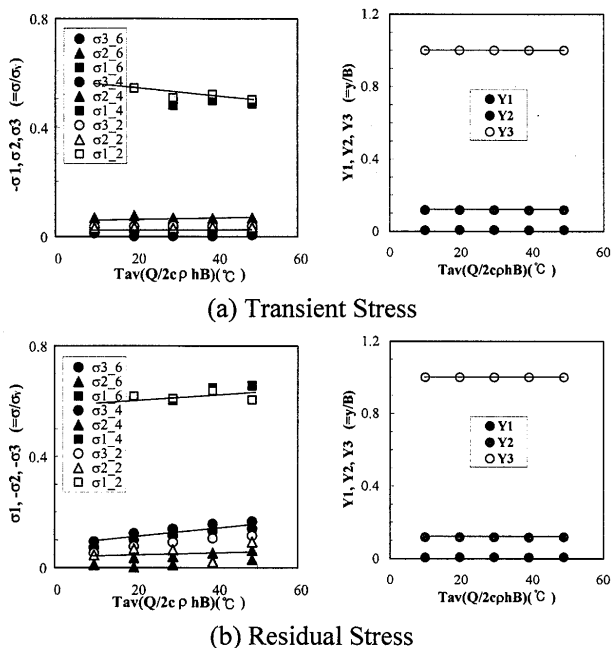 0.8
0.5
0
0 20 40 60
-σ1,σ2,σ3 (=σ/σY)
σ3_6
σ2_6
σ1_6
σ3_4
σ2_4
σ1_4
σ3_2
σ2_2
σ1_2
Tav(Q/2cρhB)(℃)
1.2
0.8
0.4
0
0 20 40 60
Y1, Y2, Y3 (=y/B)
Y1
Y2
Y3
Tav(Q/2cρhB)(℃)
(a) Transient Stress
0.8
0.4
0
0 20 40 60
σ1, -σ2, -σ3 (=σ/σY)
σ3_6
σ2_6
σ1_6
σ3_4
σ2_4
σ1_4
σ3_2
σ2_2
σ1_2
Tav(Q/2cρhB)(℃)
1.2
0.8
0.4
0
0 20 40 60
Y1, Y2, Y3 (=y/B)
Y1
Y2
Y3
Tav(Q/2cρhB)(℃)
(b) Residual Stress